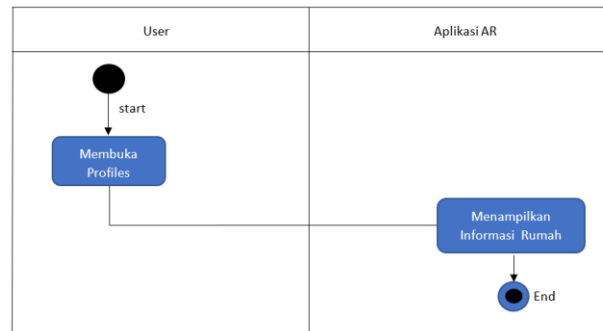 User
Aplikasi AR
start
Membuka
Profiles
Menampilkan
Informasi Rumah
End